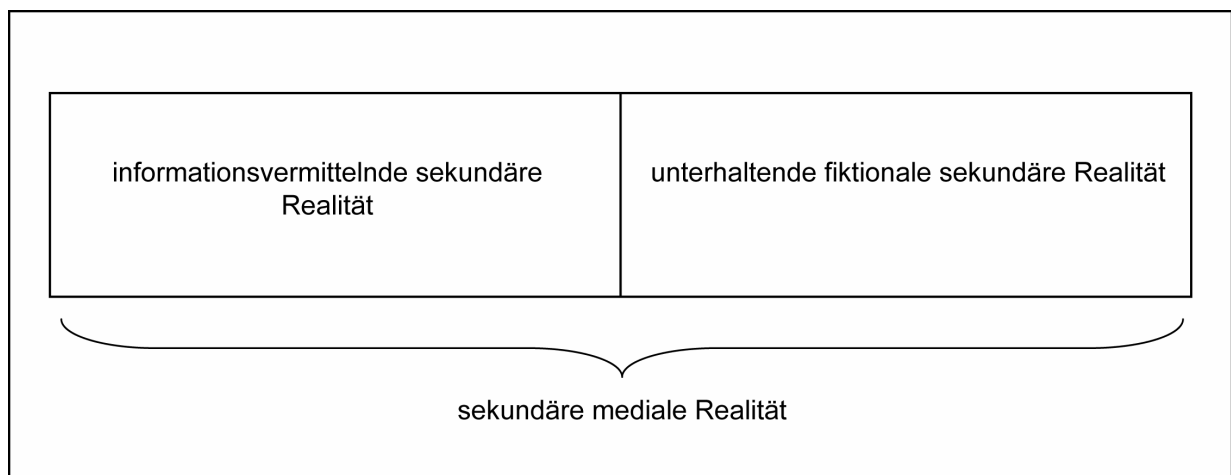 informationsvermittelnde sekundäre
Realität
unterhaltende fiktionale sekundäre Realität
sekundäre mediale Realität